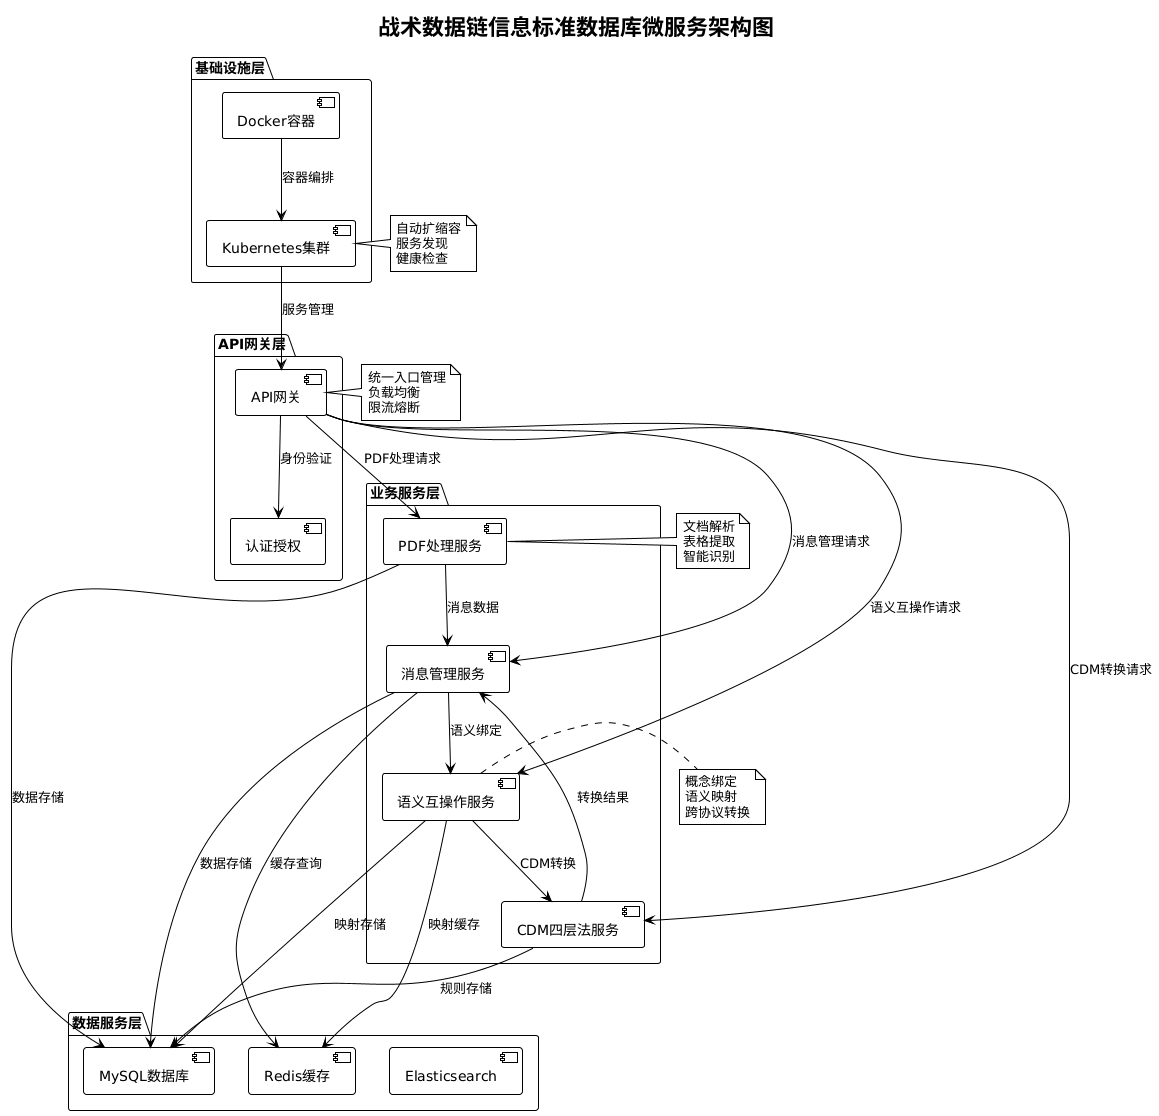 战术数据链信息标准数据库微服务架构图
基础设施层
Docker容器
容器编排
Kubernetes集群
自动扩缩容
服务发现
健康检查
服务管理
API网关层
API网关
统一入口管理
负载均衡
限流熔断
身份验证
PDF处理请求
认证授权
业务服务层
PDF处理服务
文档解析
表格提取
智能识别
消息管理请求
消息数据
语义互操作请求
消息管理服务
CDM转换请求
语义绑定
语义互操作服务
概念绑定
语义映射
跨协议转换
转换结果
数据存储
数据存储
缓存查询
CDM转换
映射存储
映射缓存
CDM四层法服务
规则存储
数据服务层
MySQL数据库
Redis缓存
Elasticsearch